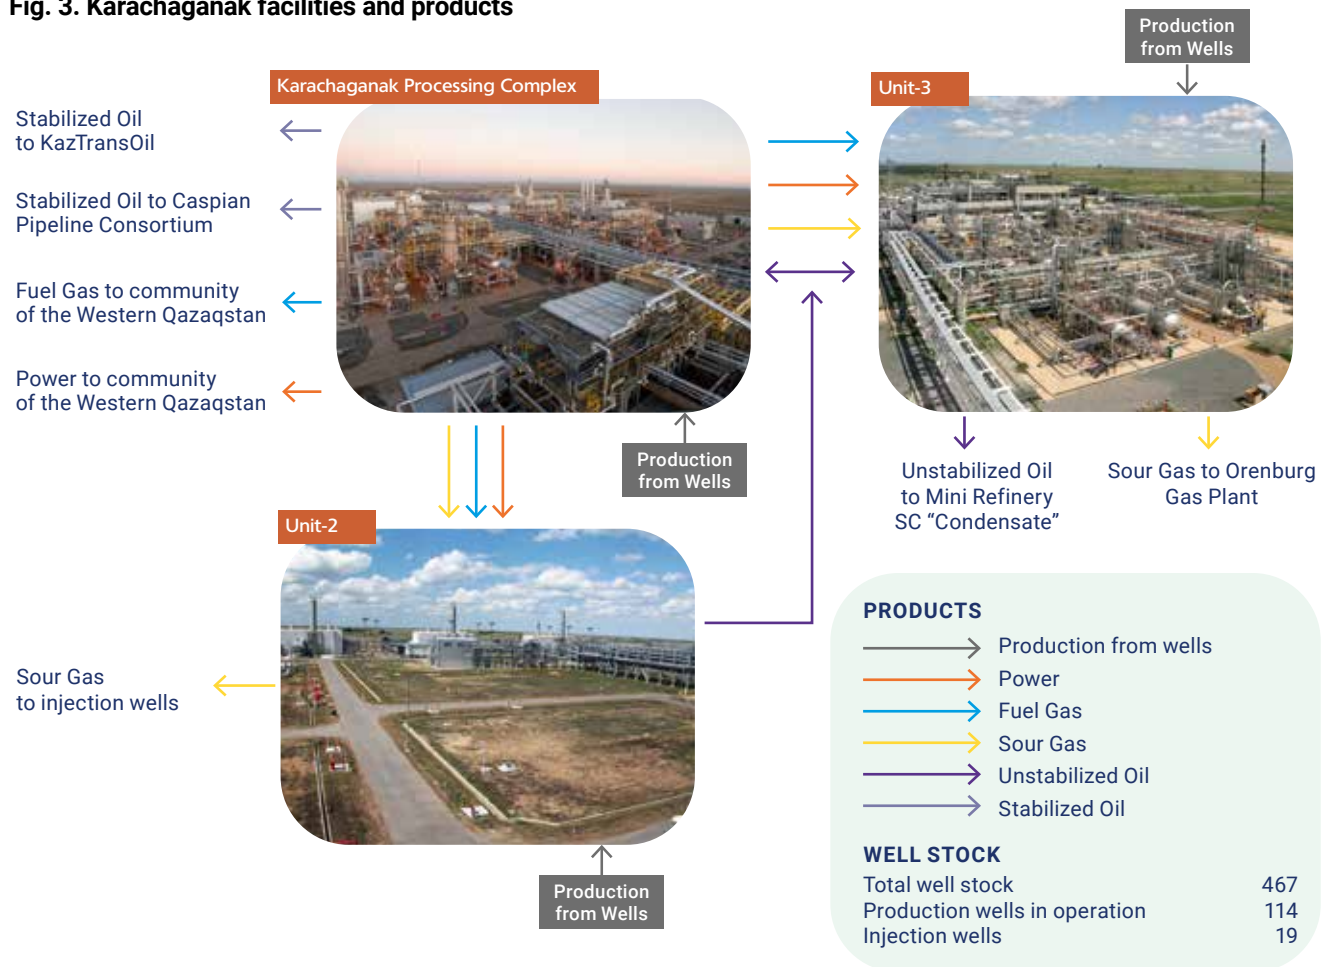 Fig. 3. Karachaganak facilities and products
Production
from Wells
Karachaganak Processing Complex
Unit-3
Stabilized Oil
to KazTransOil
Stabilized Oil to Caspian
Pipeline Consortium
Fuel Gas to community
of the Western Qazaqstan
Power to community
of the Western Qazaqstan
Production
from Wells
Unstabilized Oil
to Mini Refinery
SC “Condensate”
Sour Gas to Orenburg
Gas Plant
Unit-2
Sour Gas
to injection wells
Production
from Wells
PRODUCTS
Production from wells
Power
Fuel Gas
Sour Gas
Unstabilized Oil
Stabilized Oil
WELL STOCK
Total well stock 467
Production wells in operation 114
Injection wells 19